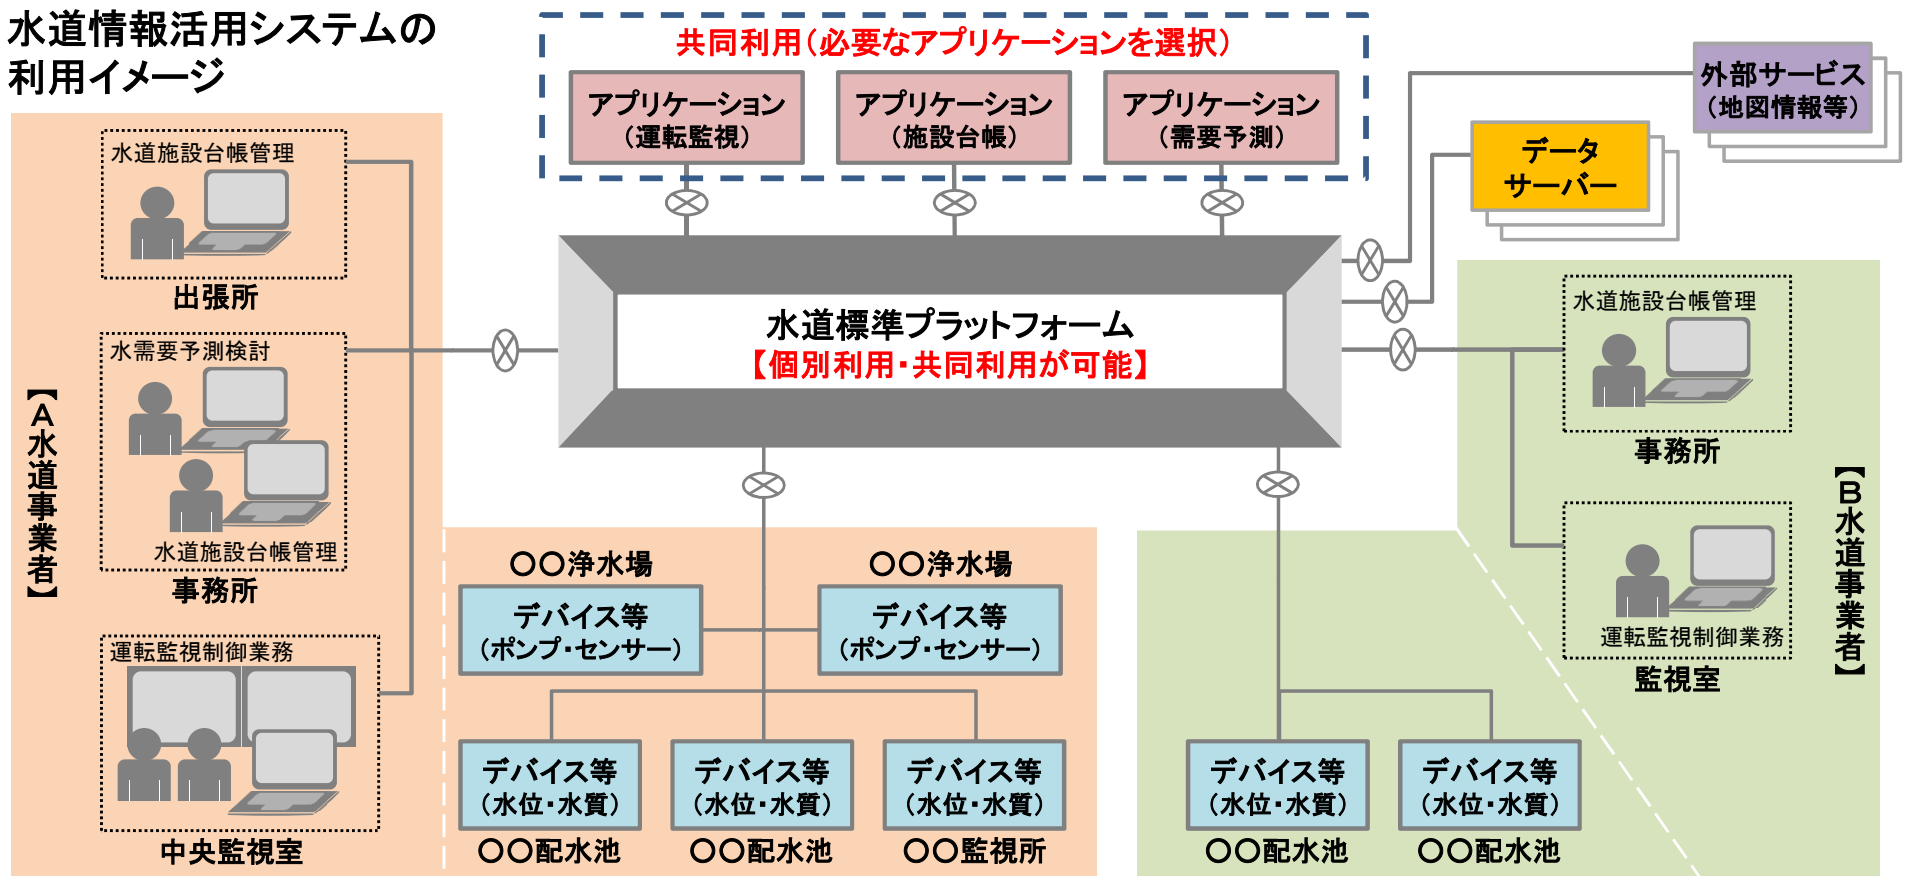 水道情報活用システムの
利用イメージ
共同利用（必要なアプリケーションを選択）
アプリケーション
（運転監視）
アプリケーション
（施設台帳）
アプリケーション
（需要予測）
外部サービス
（地図情報等）
データ
サーバー
水道標準プラットフォーム
【個別利用・共同利用が可能】
【A水道事業者】
水道施設台帳管理
出張所
水需要予測検討
水道施設台帳管理
事務所
運転監視制御業務
中央監視室
〇〇浄水場
デバイス等
（ポンプ・センサー）
〇〇浄水場
デバイス等
（ポンプ・センサー）
デバイス等
（水位・水質）
〇〇配水池
デバイス等
（水位・水質）
〇〇配水池
デバイス等
（水位・水質）
〇〇監視所
【B水道事業者】
水道施設台帳管理
事務所
運転監視制御業務
監視室
デバイス等
（水位・水質）
〇〇配水池
デバイス等
（水位・水質）
〇〇配水池